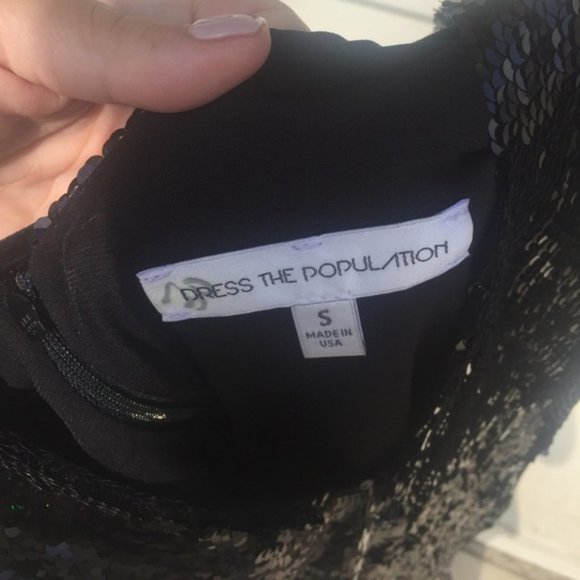 DRESS THE POPULATION
S
MADE IN
USA